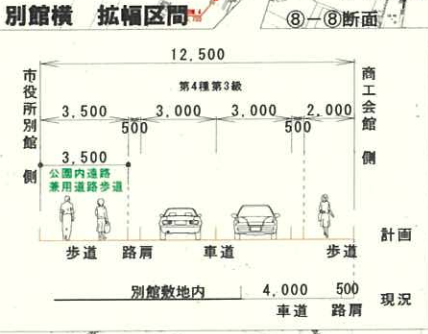 別館横 拡幅区間 ⑧－⑧断面
12,500
市役所別館側
商工会館側
第4種第3級
3,500 3,000 3,000 2,000
500 500
3,500
公園内通路
兼用道路歩道
計画
歩道 路肩 車道 歩道
別館敷地内 4,000 500 現況
車道 路肩